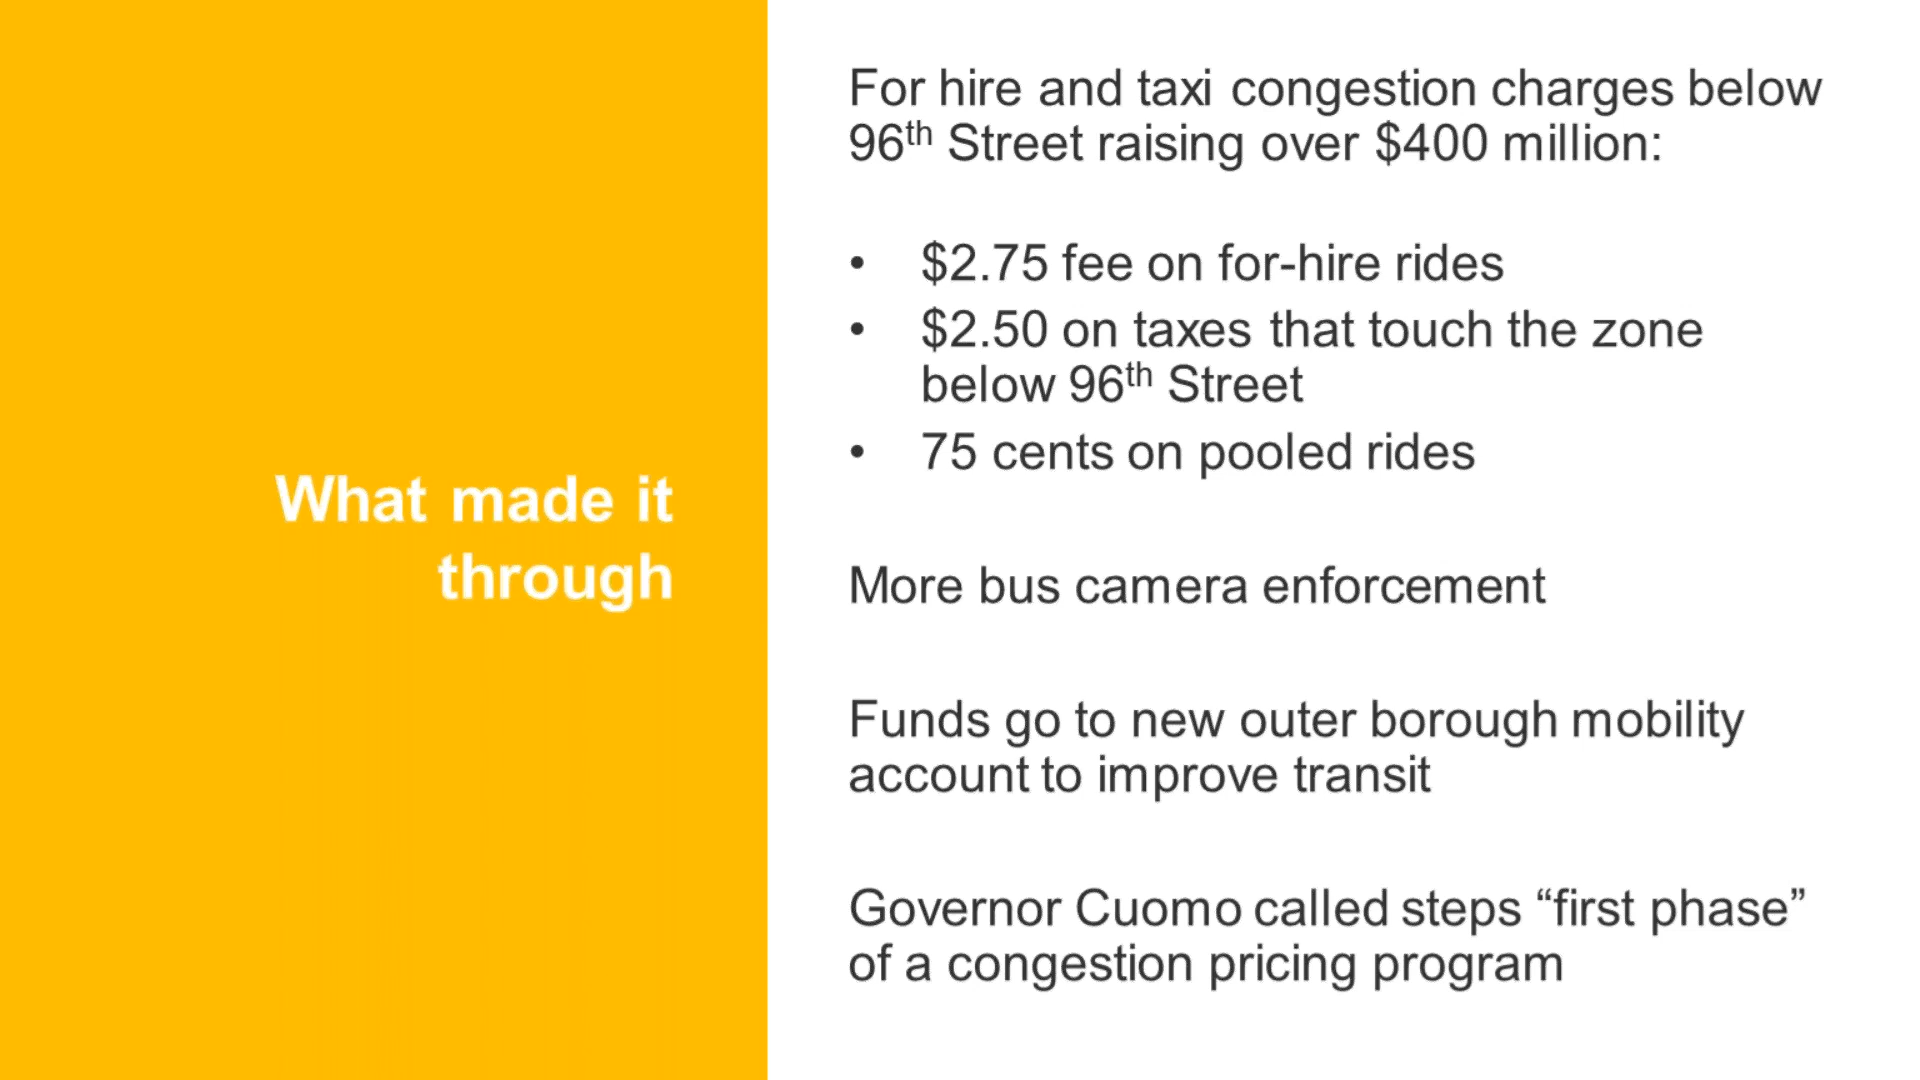 What made it
through
For hire and taxi congestion charges below
96th Street raising over $400 million:
• $2.75 fee on for-hire rides
• $2.50 on taxes that touch the zone
below 96th Street
• 75 cents on pooled rides
More bus camera enforcement
Funds go to new outer borough mobility
account to improve transit
Governor Cuomo called steps “first phase”
of a congestion pricing program